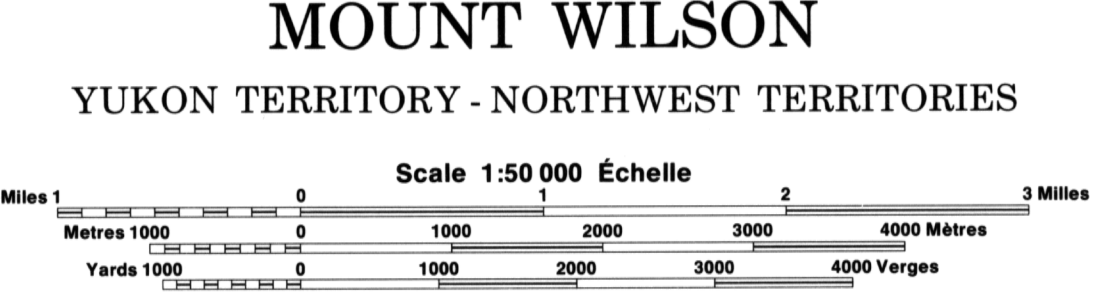 MOUNT WILSON
YUKON TERRITORY - NORTHWEST TERRITORIES
Scale 1:50 000 Échelle
Miles 1 0 1 2 3 Milles
Metres 1000 0 1000 2000 3000 4000 Mètres
Yards 1000 0 1000 2000 3000 4000 Verges